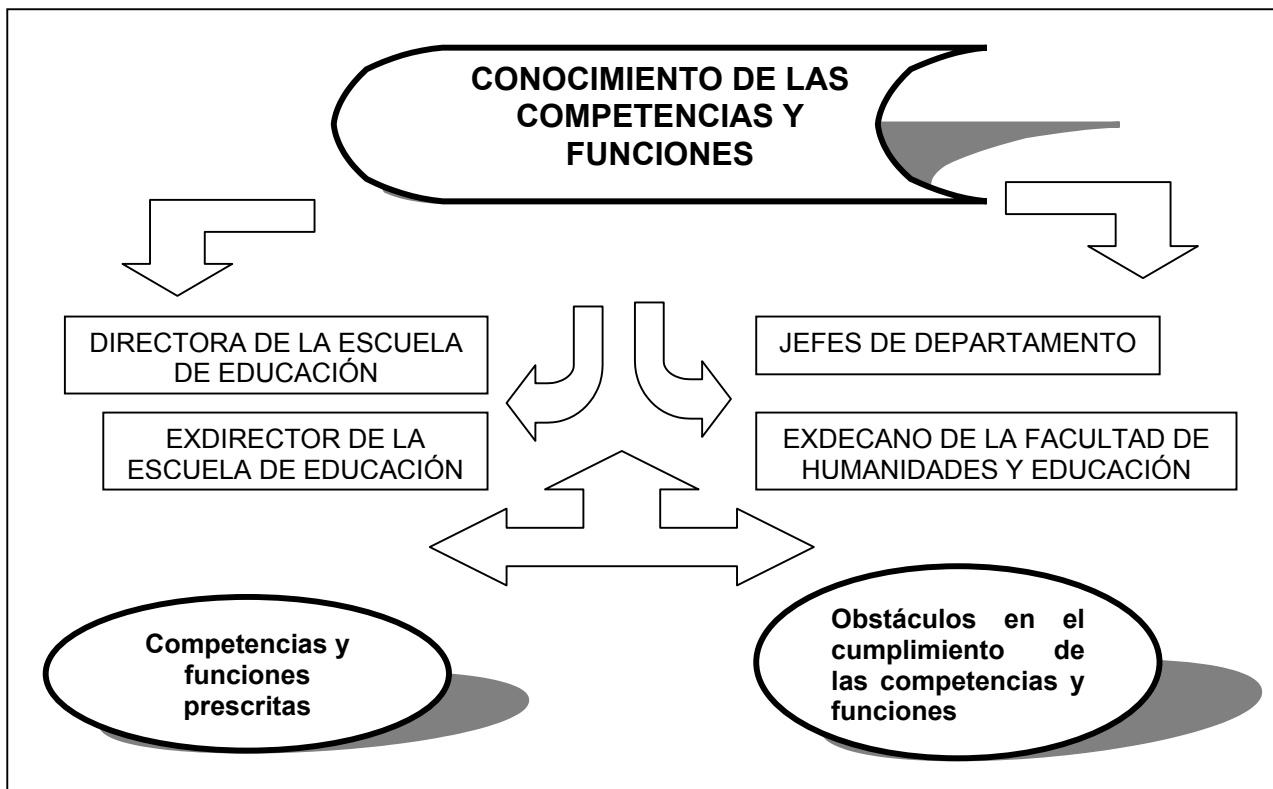 CONOCIMIENTO DE LAS
COMPETENCIAS Y
FUNCIONES
DIRECTORA DE LA ESCUELA
DE EDUCACIÓN
JEFES DE DEPARTAMENTO
EXDIRECTOR DE LA
ESCUELA DE EDUCACIÓN
EXDECANO DE LA FACULTAD DE
HUMANIDADES Y EDUCACIÓN
Competencias y
funciones
prescritas
Obstáculos en el
cumplimiento de
las competencias y
funciones